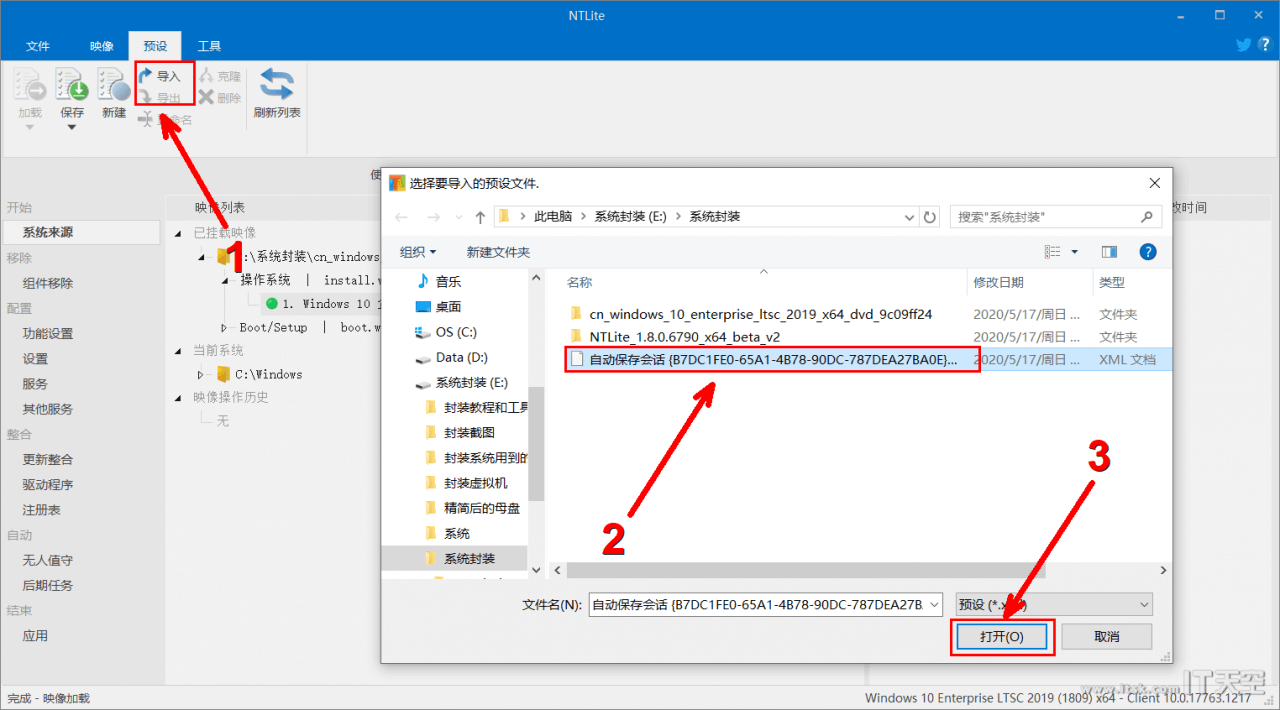 NTLite
文件 映像 预设 工具
加载 保存 新建 导入 导出 克隆 删除 刷新列表
选择要导入的预设文件.
此电脑 系统封装 (E:) 系统封装 搜索"系统封装"
组织 新建文件夹
开始
系统来源
移除
组件移除
配置
功能设置
设置
服务
其他服务
整合
更新整合
驱动程序
注册表
自动
无人值守
后期任务
结束
应用
映像列表
已挂载映像
:\系统封装\cn_windows
操作系统 | install.w
1. Windows 10
Boot/Setup | boot.w
当前系统
C:\Windows
映像操作历史
无
1
音乐
桌面
OS (C:)
Data (D:)
系统封装 (E:)
封装教程和工具
封装截图
封装系统用到的
封装虚拟机
精简后的母盘
系统
系统封装
名称 修改日期 类型
cn_windows_10_enterprise_ltsc_2019_x64_dvd_9c09ff24 2020/5/17/周日 ... 文件夹
NTLite_1.8.0.6790_x64_beta_v2 2020/5/17/周日 ... 文件夹
自动保存会话 {B7DC1FE0-65A1-4B78-90DC-787DEA27BA0E}... 2020/5/17/周日 ... XML 文档
2
3
文件名(N): 自动保存会话 {B7DC1FE0-65A1-4B78-90DC-787DEA27B. 预设
打开(O) 取消
改时间
完成 - 映像加载
Windows 10 Enterprise LTSC 2019 (1809) x64 - Client 10.0.17763.1217
IT天空